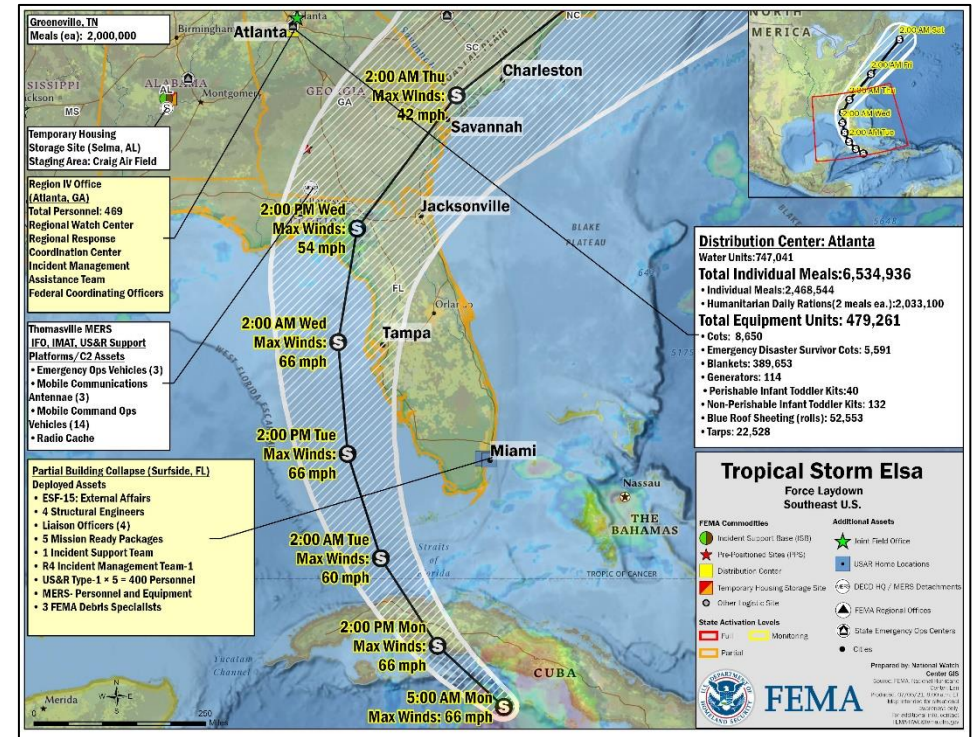 Greeneville, TN
Meals (ea): 2,000,000
Temporary Housing
Storage Site (Selma, AL)
Staging Area: Craig Air Field
Region IV Office
(Atlanta, GA)
Total Personnel: 469
Regional Watch Center
Regional Response
Coordination Center
Incident Management
Assistance Team
Federal Coordinating Officers
Thomasville MERS
IFO, IMAT, US&R Support
Platforms/C2 Assets
• Emergency Ops Vehicles (3)
• Mobile Communications
Antennae (3)
• Mobile Command Ops
Vehicles (14)
• Radio Cache
Partial Building Collapse (Surfside, FL)
Deployed Assets
• ESF-15: External Affairs
• 4 Structural Engineers
• Liaison Officers (4)
• 5 Mission Ready Packages
• 1 Incident Support Team
• R4 Incident Management Team-1
• US&R Type-1 × 5 = 400 Personnel
• MERS- Personnel and Equipment
• 3 FEMA Debris Specialists
Birmingham
Atlanta
ALABAMA
AL
Montgomery
MS
GEORGIA
GA
SC
NC
Charleston
Savannah
Jacksonville
FL
Orlando
Tampa
Miami
Nassau
THE
BAHAMAS
BLAKE
PLATEAU
Straits
of
Florida
TROPIC OF CANCER
CUBA
Yucatan
Channel
Merida
N
W E
S
0 250
Miles
2:00 AM Thu
Max Winds:
42 mph
2:00 PM Wed
Max Winds:
54 mph
2:00 AM Wed
Max Winds:
66 mph
2:00 PM Tue
Max Winds:
66 mph
2:00 AM Tue
Max Winds:
60 mph
2:00 PM Mon
Max Winds:
66 mph
5:00 AM Mon
Max Winds: 66 mph
2:00 AM Sat
2:00 AM Fri
2:00 AM Thu
2:00 AM Wed
2:00 AM Tue
Distribution Center: Atlanta
Water Units:747,041
Total Individual Meals:6,534,936
• Individual Meals:2,468,544
• Humanitarian Daily Rations(2 meals ea.):2,033,100
Total Equipment Units: 479,261
• Cots: 8,650
• Emergency Disaster Survivor Cots: 5,591
• Blankets: 389,653
• Generators: 114
• Perishable Infant Toddler Kits:40
• Non-Perishable Infant Toddler Kits: 132
• Blue Roof Sheeting (rolls): 52,553
• Tarps: 22,528
Tropical Storm Elsa
Force Laydown
Southeast U.S.
FEMA Commodities
Incident Support Base (ISB)
Pre-Positioned Sites (PPS)
Distribution Center
Temporary Housing Storage Site
Other Logistic Site
State Activation Levels
Full
Monitoring
Partial
Additional Assets
Joint Field Office
USAR Home Locations
DECD HQ / MERS Detachments
FEMA Regional Offices
State Emergency Ops Centers
Cities
FEMA
Prepared by: National Watch
Center GIS